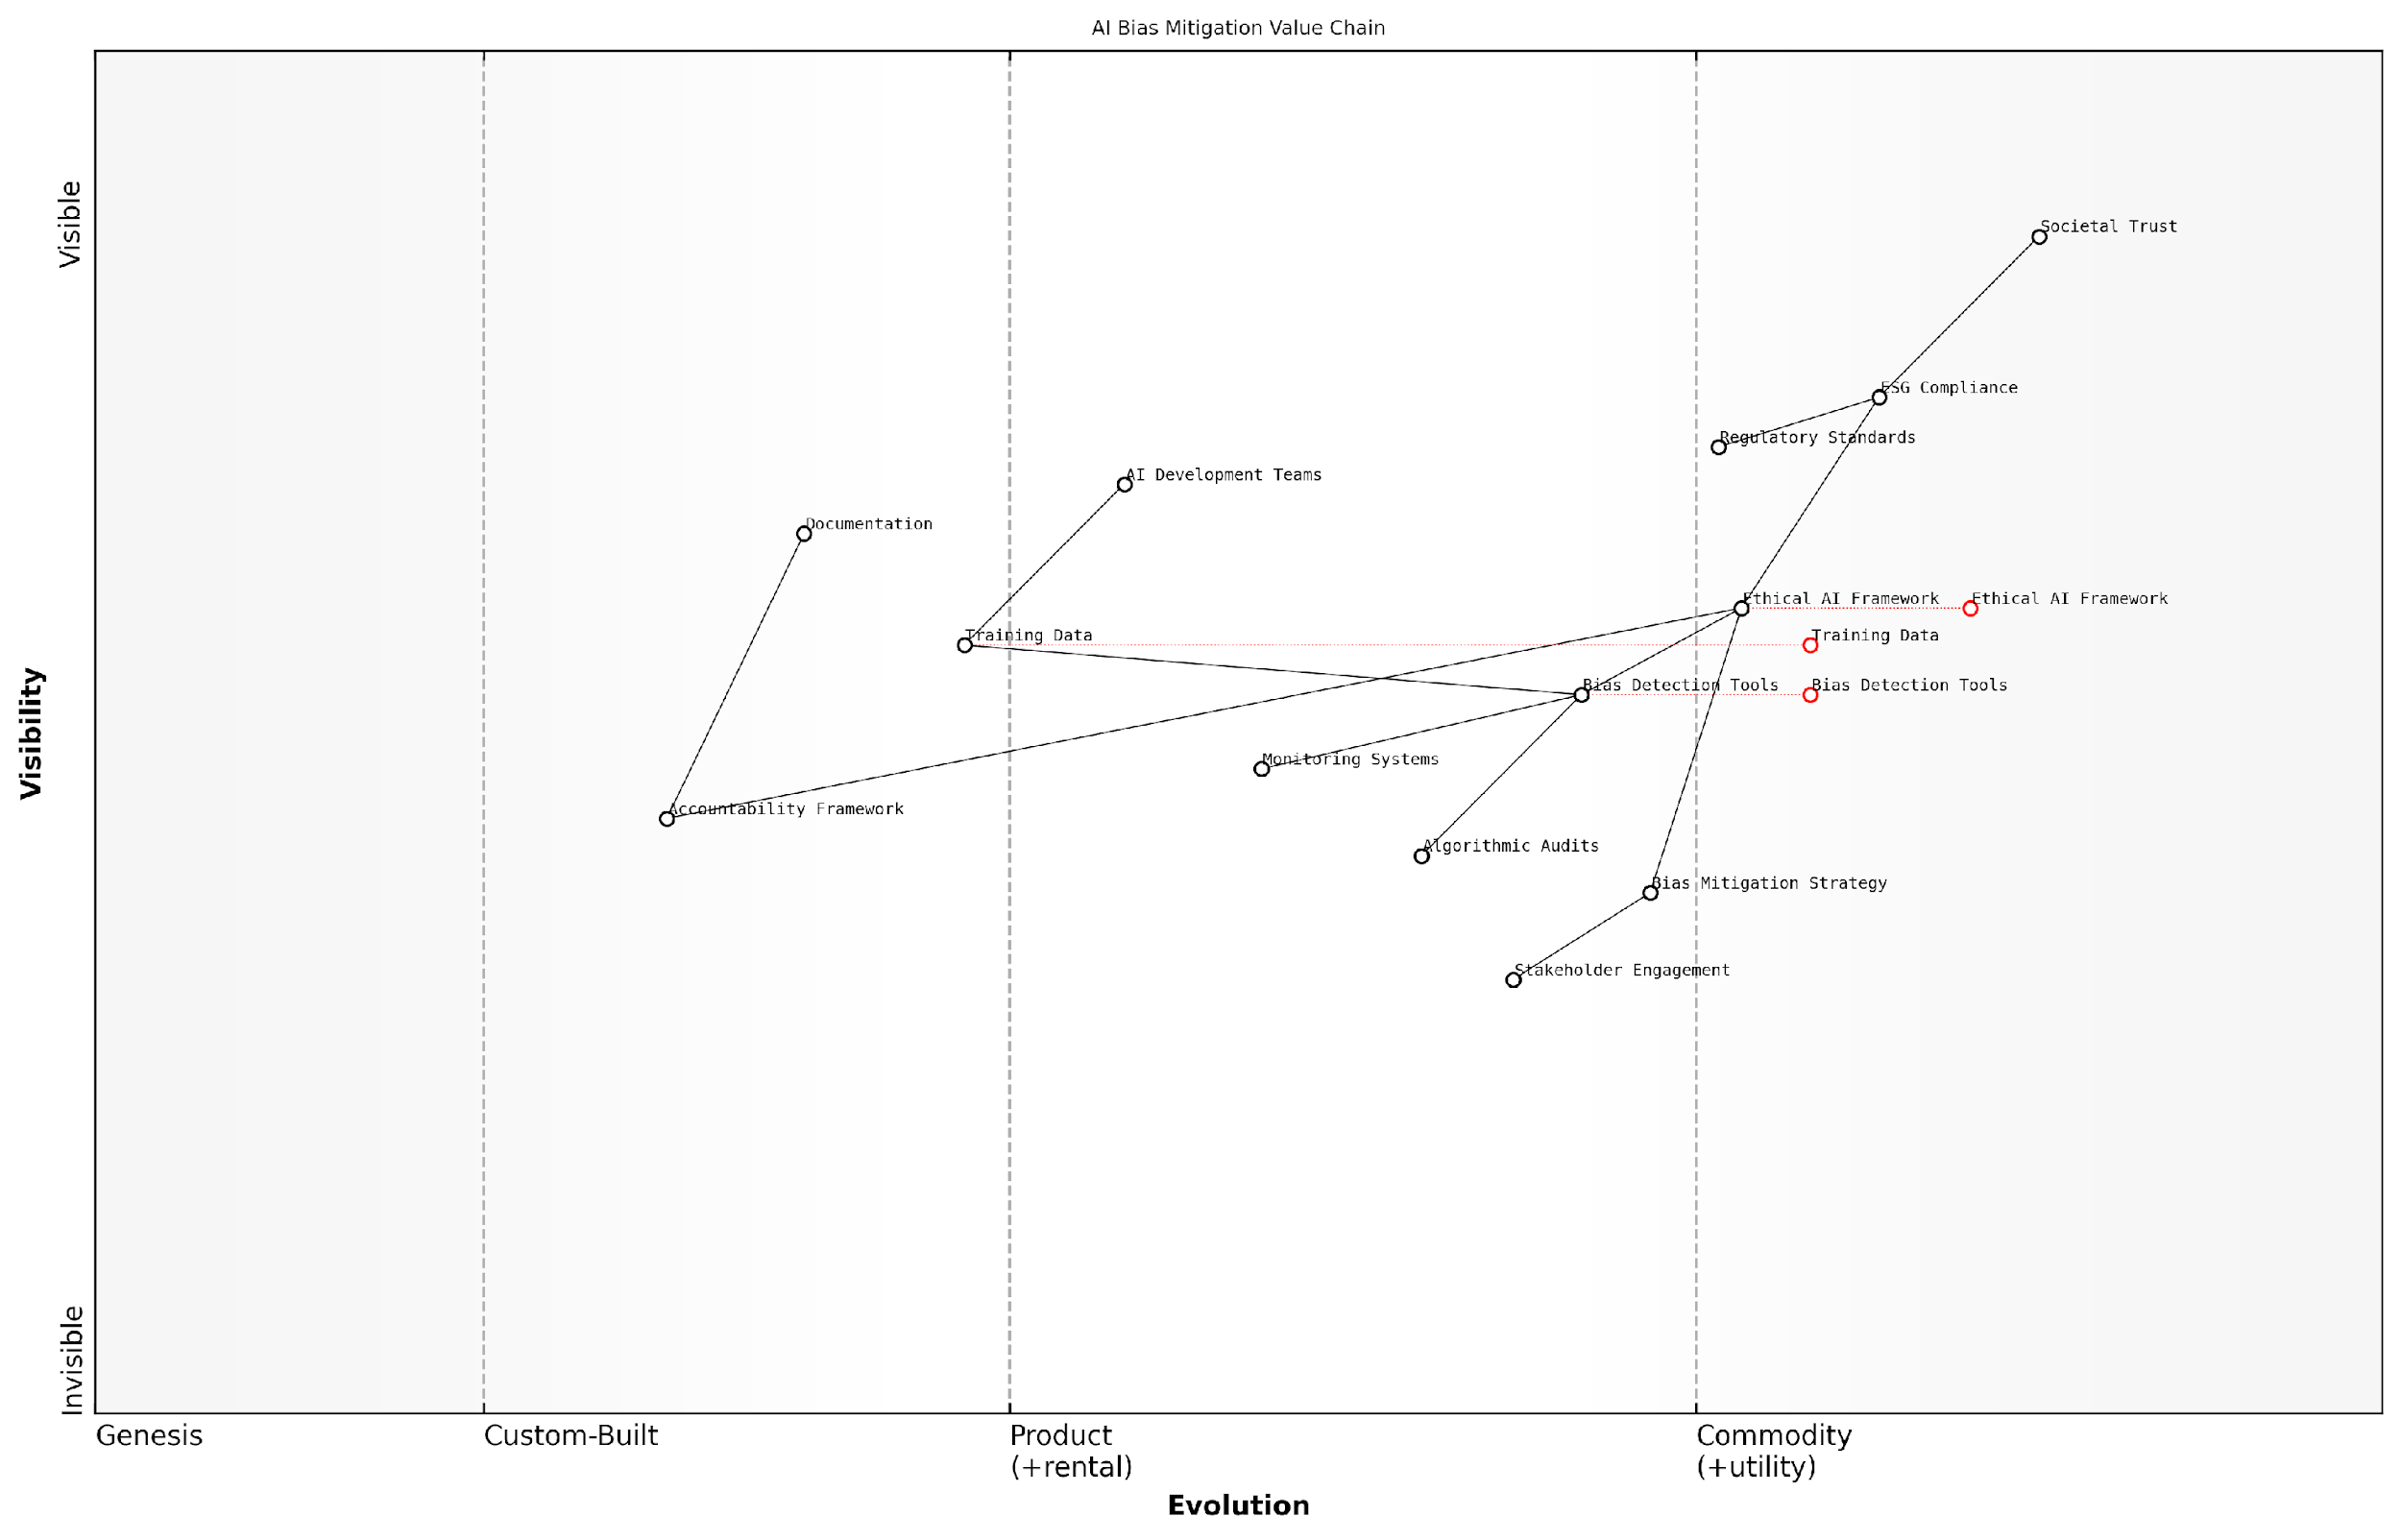 AI Bias Mitigation Value Chain
Visible
Societal Trust
ESG Compliance
Regulatory Standards
AI Development Teams
Documentation
Ethical AI Framework
Ethical AI Framework
Training Data
Training Data
Bias Detection Tools
Bias Detection Tools
Visibility
Monitoring Systems
Accountability Framework
Algorithmic Audits
Bias Mitigation Strategy
Stakeholder Engagement
Invisible
Genesis
Custom-Built
Product
(+rental)
Commodity
(+utility)
Evolution